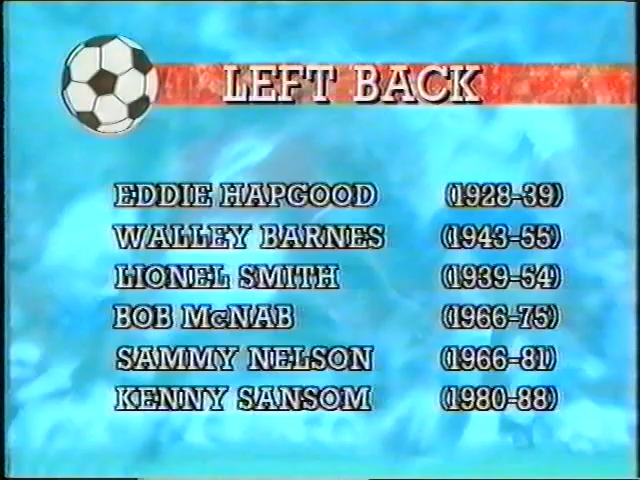 LEFT BACK
EDDIE HAPGOOD (1928-39)
WALLEY BARNES (1943-55)
LIONEL SMITH (1939-54)
BOB McNAB (1966-75)
SAMMY NELSON (1966-81)
KENNY SANSOM (1980-88)